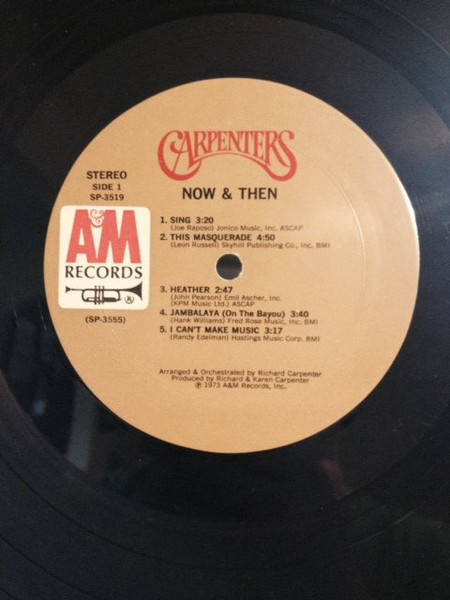 CARPENTERS
NOW & THEN
STEREO
SIDE 1
SP-3519
A&M
RECORDS
®
(SP-3555)
1. SING 3:20
(Joe Raposo) Jonico Music, Inc. ASCAP
2. THIS MASQUERADE 4:50
(Leon Russell) Skyhill Publishing Co., Inc. BMI
3. HEATHER 2:47
(John Pearson) Emil Ascher, Inc.
(KPM Music Ltd.) ASCAP
4. JAMBALAYA (On The Bayou) 3:40
(Hank Williams) Fred Rose Music, Inc. BMI
5. I CAN'T MAKE MUSIC 3:17
(Randy Edelman) Hastings Music Corp. BMI
Arranged & Orchestrated by Richard Carpenter
Produced by Richard & Karen Carpenter
℗ 1973 A&M Records, Inc.